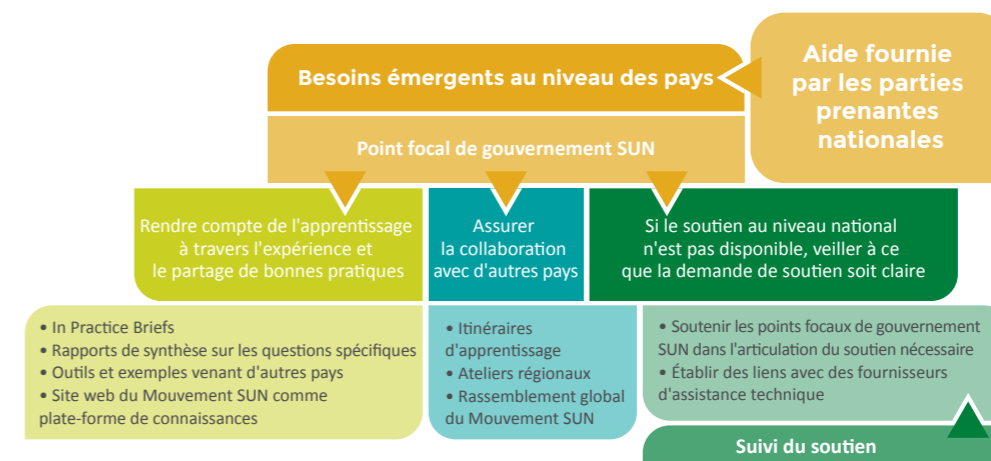 Besoins émergents au niveau des pays
Aide fournie
par les parties
prenantes
nationales
Point focal de gouvernement SUN
Rendre compte de l'apprentissage
à travers l'expérience et
le partage de bonnes pratiques
Assurer
la collaboration
avec d'autres pays
Si le soutien au niveau national
n'est pas disponible, veiller à ce
que la demande de soutien soit claire
• In Practice Briefs
• Rapports de synthèse sur les questions spécifiques
• Outils et exemples venant d'autres pays
• Site web du Mouvement SUN comme
plate-forme de connaissances
• Itinéraires
d'apprentissage
• Ateliers régionaux
• Rassemblement global
du Mouvement SUN
• Soutenir les points focaux de gouvernement
SUN dans l'articulation du soutien nécessaire
• Établir des liens avec des fournisseurs
d'assistance technique
Suivi du soutien